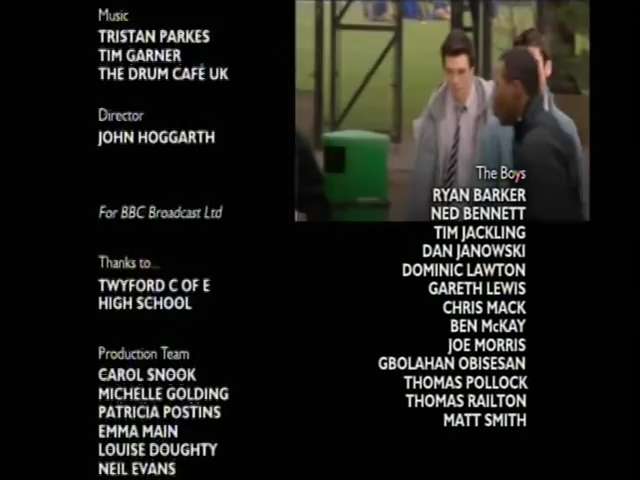 Music
TRISTAN PARKES
TIM GARNER
THE DRUM CAFÉ UK
Director
JOHN HOGGARTH
For BBC Broadcast Ltd
Thanks to...
TWYFORD C OF E
HIGH SCHOOL
Production Team
CAROL SNOOK
MICHELLE GOLDING
PATRICIA POSTINS
EMMA MAIN
LOUISE DOUGHTY
NEIL EVANS
The Boys
RYAN BARKER
NED BENNETT
TIM JACKLING
DAN JANOWSKI
DOMINIC LAWTON
GARETH LEWIS
CHRIS MACK
BEN McKAY
JOE MORRIS
GBOLAHAN OBISESAN
THOMAS POLLOCK
THOMAS RAILTON
MATT SMITH